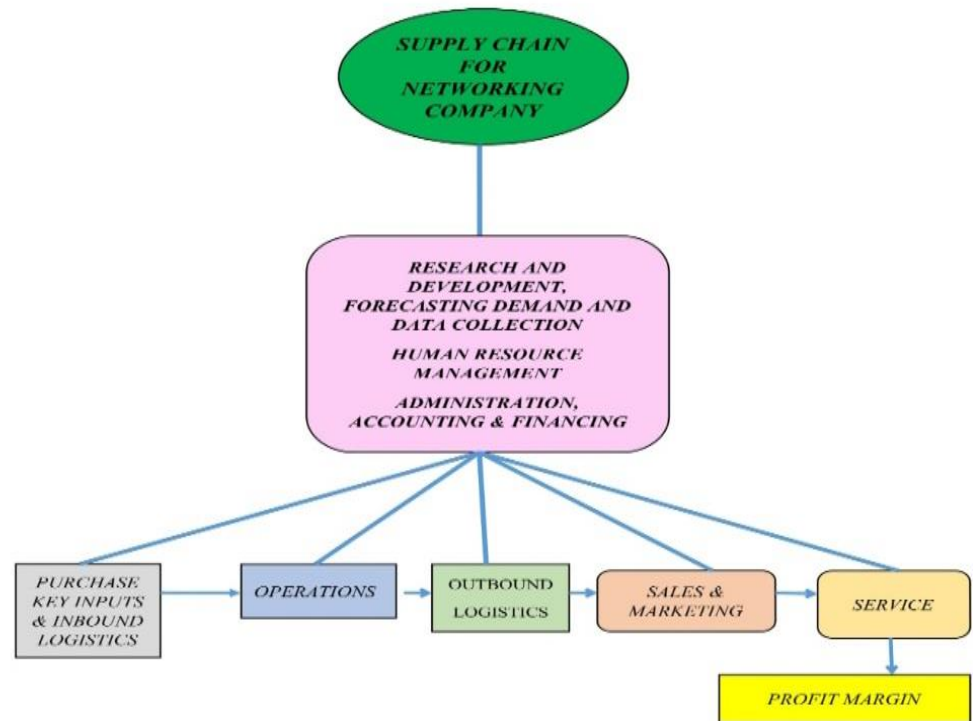 SUPPLY CHAIN
FOR
NETWORKING
COMPANY
RESEARCH AND
DEVELOPMENT,
FORECASTING DEMAND AND
DATA COLLECTION
HUMAN RESOURCE
MANAGEMENT
ADMINISTRATION,
ACCOUNTING & FINANCING
PURCHASE
KEY INPUTS
& INBOUND
LOGISTICS
OPERATIONS
OUTBOUND
LOGISTICS
SALES &
MARKETING
SERVICE
PROFIT MARGIN